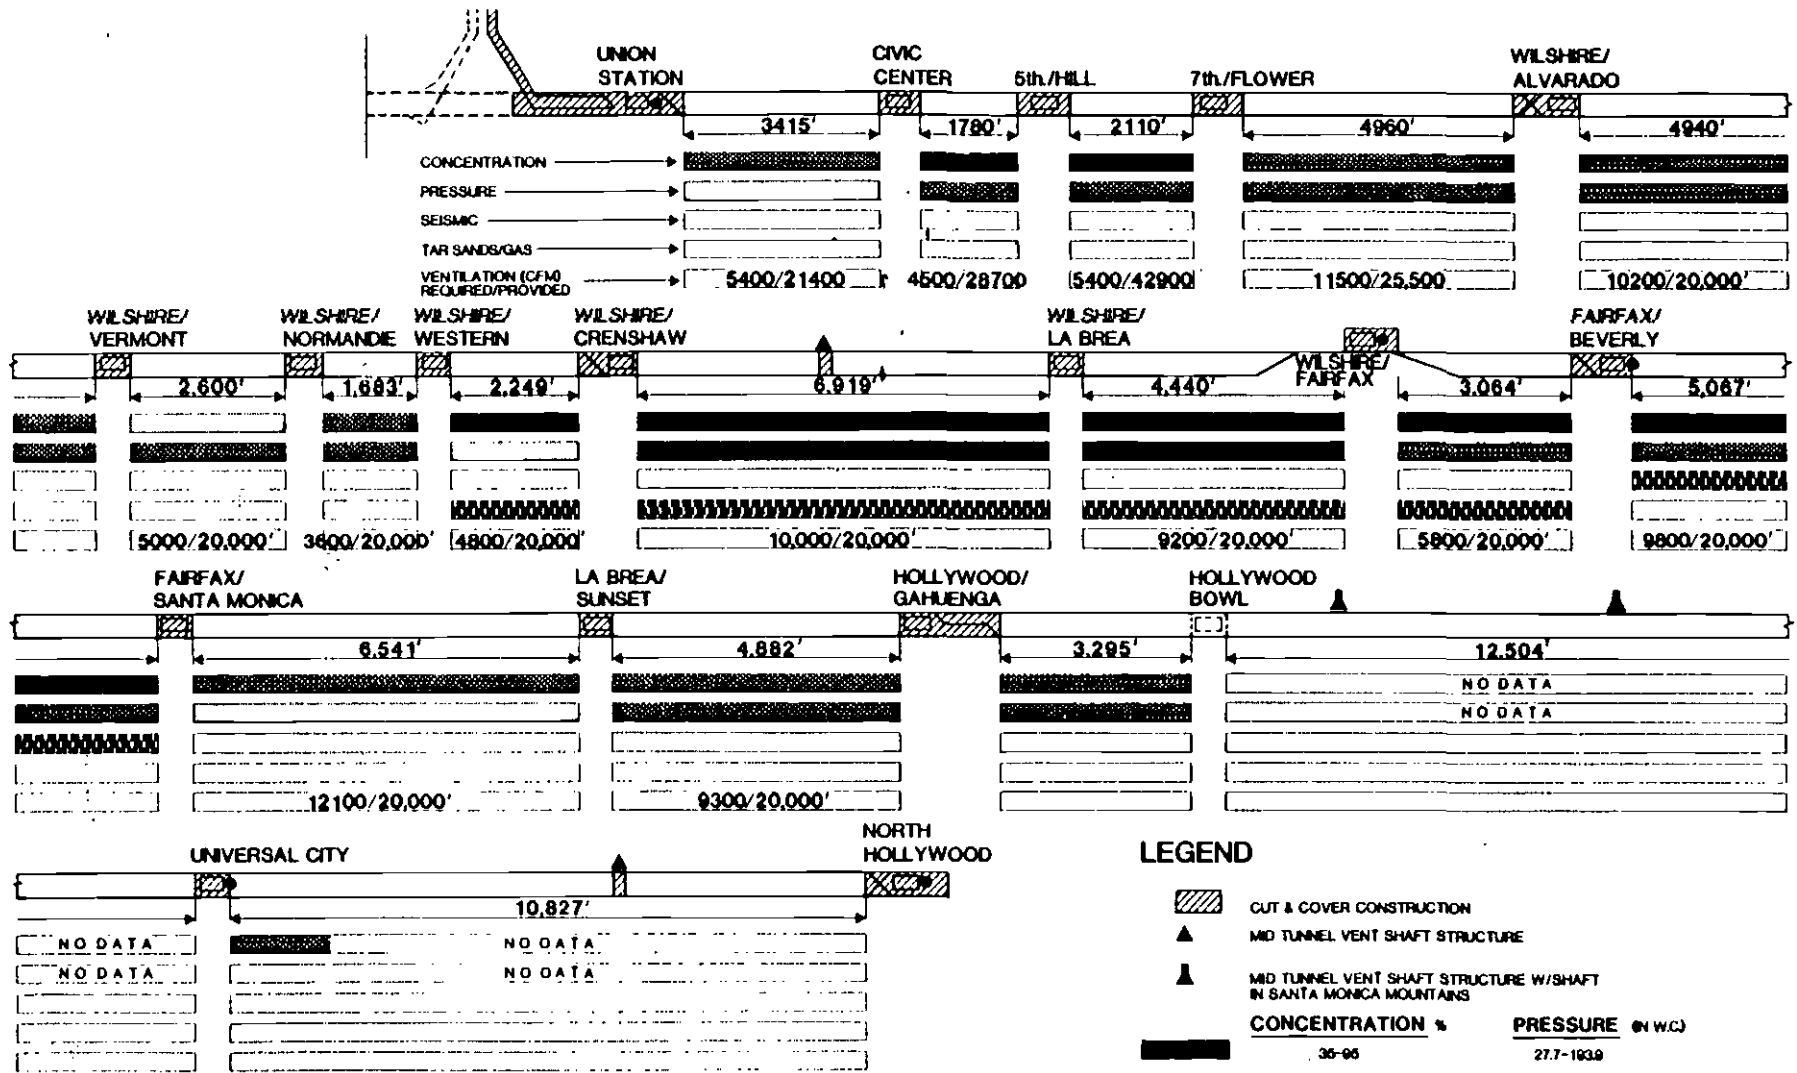 UNION
STATION
CIVIC
CENTER
5th./HILL
7th./FLOWER
WILSHIRE/
ALVARADO
3415'
1780'
2110'
4960'
4940'
CONCENTRATION
PRESSURE
SEISMIC
TAR SANDS/GAS
VENTILATION (CFM)
REQUIRED/PROVIDED
5400/21400
4500/28700
5400/42900
11500/25,500
10200/20,000'
WILSHIRE/
VERMONT
WILSHIRE/
NORMANDIE
WILSHIRE/
WESTERN
WILSHIRE/
CRENSHAW
WILSHIRE/
LA BREA
WILSHIRE/
FAIRFAX
FAIRFAX/
BEVERLY
2,600'
1,683'
2,249'
6,919'
4,440'
3,064'
5,067'
5000/20,000'
3600/20,000'
4800/20,000'
10,000/20,000'
9200/20,000'
5800/20,000'
9800/20,000'
FAIRFAX/
SANTA MONICA
LA BREA/
SUNSET
HOLLYWOOD/
CAHUENGA
HOLLYWOOD
BOWL
6,541'
4,882'
3,295'
12,504'
NO DATA
NO DATA
12100/20,000'
9300/20,000'
UNIVERSAL CITY
NORTH
HOLLYWOOD
10,827'
NO DATA
NO DATA
NO DATA
NO DATA
LEGEND
CUT & COVER CONSTRUCTION
MID TUNNEL VENT SHAFT STRUCTURE
MID TUNNEL VENT SHAFT STRUCTURE W/SHAFT
IN SANTA MONICA MOUNTAINS
CONCENTRATION %
PRESSURE (IN W.C.)
35-95
27.7-193.9